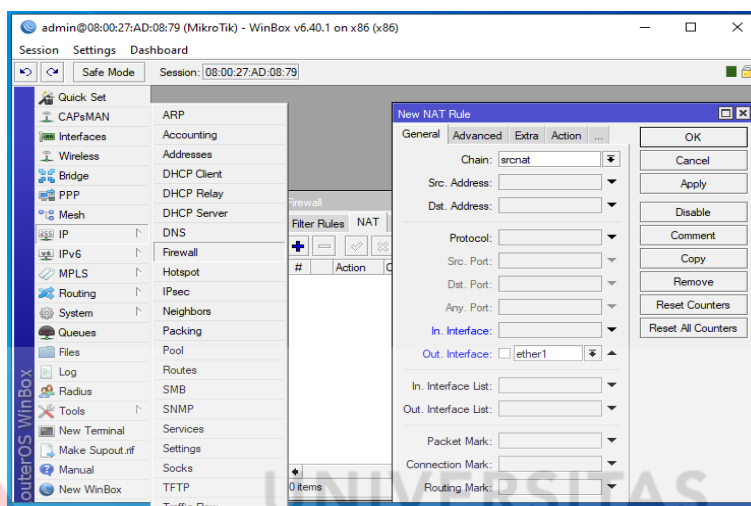 admin@08:00:27:AD:08:79 (MikroTik) - WinBox v6.40.1 on x86 (x86)
Session Settings Dashboard
Safe Mode Session: 08:00:27:AD:08:79
Quick Set
CAPsMAN
Interfaces
Wireless
Bridge
PPP
Mesh
IP
IPv6
MPLS
Routing
System
Queues
Files
Log
Radius
Tools
New Terminal
Make Supout.rif
Manual
New WinBox
outerOS WinBox
ARP
Accounting
Addresses
DHCP Client
DHCP Relay
DHCP Server
DNS
Firewall
Hotspot
IPsec
Neighbors
Packing
Pool
Routes
SMB
SNMP
Services
Settings
Socks
TFTP
Traffic Flow
Firewall
Filter Rules NAT
# Action C
0 items
New NAT Rule
General Advanced Extra Action ...
Chain: srcnat
Src. Address:
Dst. Address:
Protocol:
Src. Port:
Dst. Port:
Any. Port:
In. Interface:
Out. Interface: ether1
In. Interface List:
Out. Interface List:
Packet Mark:
Connection Mark:
Routing Mark:
OK
Cancel
Apply
Disable
Comment
Copy
Remove
Reset Counters
Reset All Counters
UNIVERSITAS